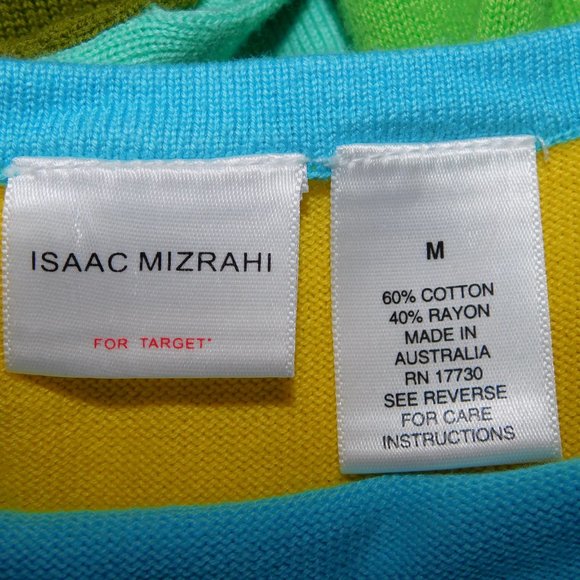 ISAAC MIZRAHI
FOR TARGET*
M
60% COTTON
40% RAYON
MADE IN
AUSTRALIA
RN 17730
SEE REVERSE
FOR CARE
INSTRUCTIONS